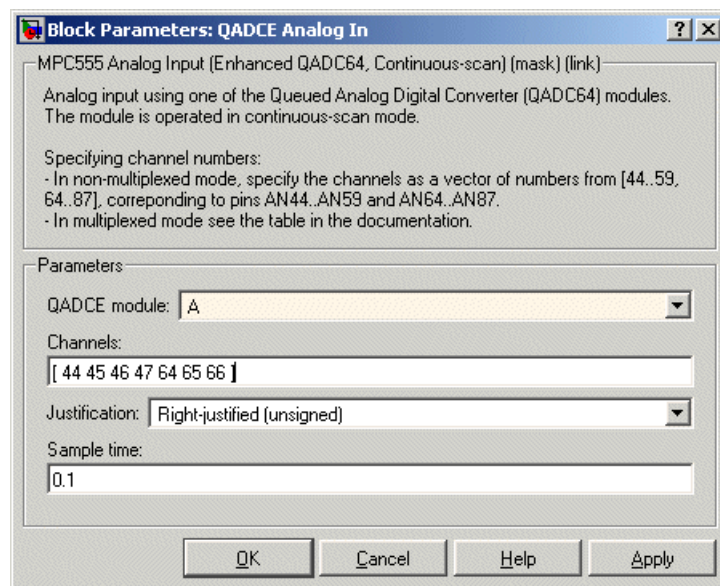 Block Parameters: QADCE Analog In
MPC555 Analog Input (Enhanced QADC64, Continuous-scan) (mask) (link)
Analog input using one of the Queued Analog Digital Converter (QADC64) modules.
The module is operated in continuous-scan mode.
Specifying channel numbers:
- In non-multiplexed mode, specify the channels as a vector of numbers from [44..59,
64..87], correponding to pins AN44..AN59 and AN64..AN87.
- In multiplexed mode see the table in the documentation.
Parameters
QADCE module: A
Channels:
[ 44 45 46 47 64 65 66 ]
Justification: Right-justified (unsigned)
Sample time:
0.1
OK Cancel Help Apply